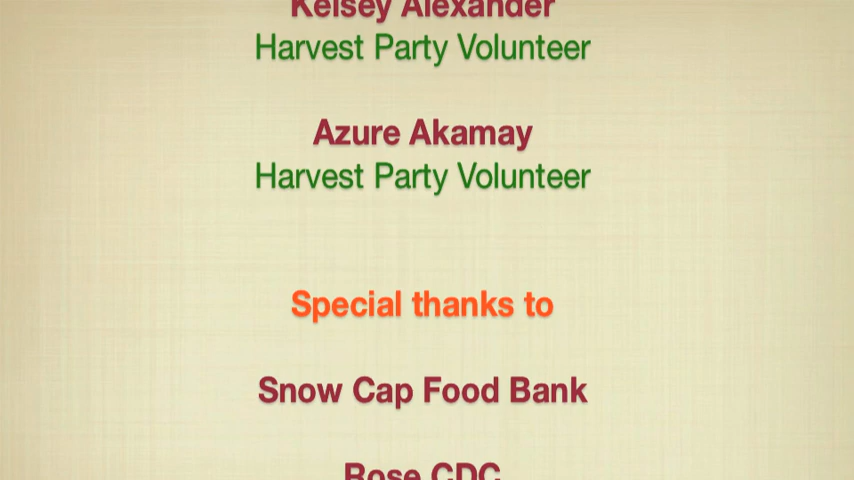 Kelsey Alexander
Harvest Party Volunteer
Azure Akamay
Harvest Party Volunteer
Special thanks to
Snow Cap Food Bank
Rose CDC